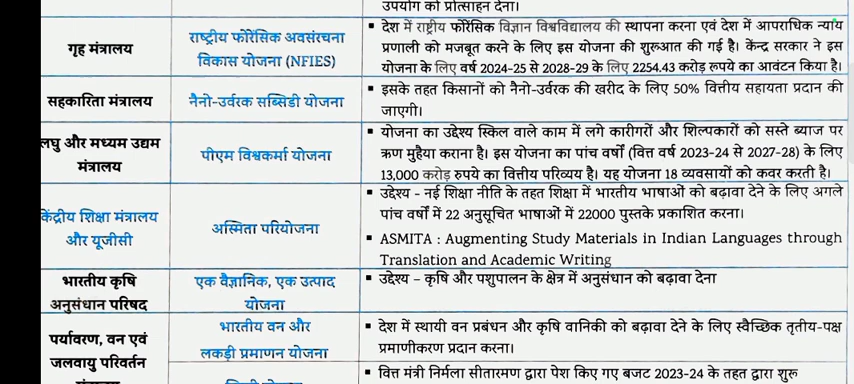 उपयोग को प्रोत्साहन देना।
गृह मंत्रालय
राष्ट्रीय फोरेंसिक अवसंरचना
विकास योजना (NFIES)
▪ देश में राष्ट्रीय फोरेंसिक विज्ञान विश्वविद्यालय की स्थापना करना एवं देश में आपराधिक न्याय
प्रणाली को मजबूत करने के लिए इस योजना की शुरूआत की गई है। केंन्द्र सरकार ने इस
योजना के लिए वर्ष 2024-25 से 2028-29 के लिए 2254.43 करोड़ रूपये का आवंटन किया है।
सहकारिता मंत्रालय
नैनो-उर्वरक सब्सिडी योजना
▪ इसके तहत किसानों को नैनो-उर्वरक की खरीद के लिए 50% वित्तीय सहायता प्रदान की
जाएगी।
लघु और मध्यम उद्यम
मंत्रालय
पीएम विश्वकर्मा योजना
▪ योजना का उद्देश्य स्किल वाले काम में लगे कारीगरों और शिल्पकारों को सस्ते ब्याज पर
ऋण मुहैया कराना है। इस योजना का पांच वर्षों (वित्त वर्ष 2023-24 से 2027-28) के लिए
13,000 करोड़ रुपये का वित्तीय परिव्यय है। यह योजना 18 व्यवसायों को कवर करती है।
केंद्रीय शिक्षा मंत्रालय
और यूजीसी
अस्मिता परियोजना
▪ उद्देश्य - नई शिक्षा नीति के तहत शिक्षा में भारतीय भाषाओं को बढ़ावा देने के लिए अगले
पांच वर्षों में 22 अनुसूचित भाषाओं में 22000 पुस्तके प्रकाशित करना।
▪ ASMITA : Augmenting Study Materials in Indian Languages through
Translation and Academic Writing
भारतीय कृषि
अनुसंधान परिषद
एक वैज्ञानिक, एक उत्पाद
योजना
▪ उद्देश्य – कृषि और पशुपालन के क्षेत्र में अनुसंधान को बढ़ावा देना
पर्यावरण, वन एवं
जलवायु परिवर्तन
भारतीय वन और
लकड़ी प्रमाणन योजना
▪ देश में स्थायी वन प्रबंधन और कृषि वानिकी को बढ़ावा देने के लिए स्वैच्छिक तृतीय-पक्ष
प्रमाणीकरण प्रदान करना।
▪ वित्त मंत्री निर्मला सीतारमण द्वारा पेश किए गए बजट 2023-24 के तहत द्वारा शुरू